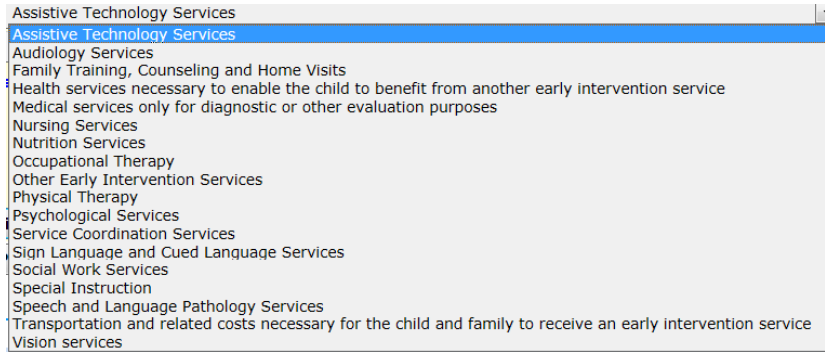 Assistive Technology Services
Assistive Technology Services
Audiology Services
Family Training, Counseling and Home Visits
Health services necessary to enable the child to benefit from another early intervention service
Medical services only for diagnostic or other evaluation purposes
Nursing Services
Nutrition Services
Occupational Therapy
Other Early Intervention Services
Physical Therapy
Psychological Services
Service Coordination Services
Sign Language and Cued Language Services
Social Work Services
Special Instruction
Speech and Language Pathology Services
Transportation and related costs necessary for the child and family to receive an early intervention service
Vision services